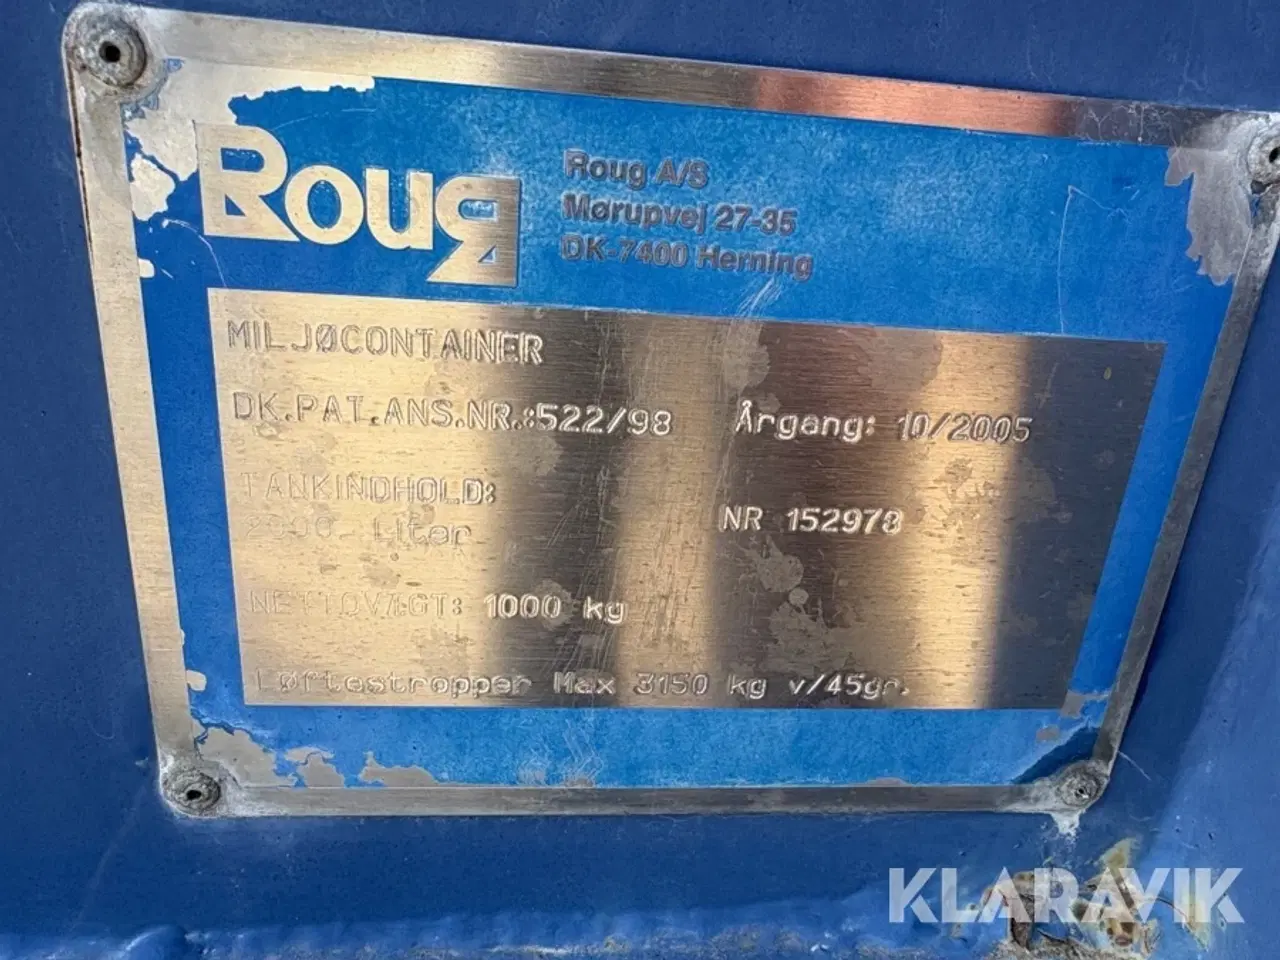 Roug
Roug A/S
Mørupvej 27-35
DK-7400 Herning
MILJØCONTAINER
DK.PAT.ANS.NR.:522/98 Årgang: 10/2005
TANKINDHOLD:
Liter NR 152978
NETTOVÆGT: 1000 kg
Løftestropper Max 3150 kg v/45gr.
KLARAVIK